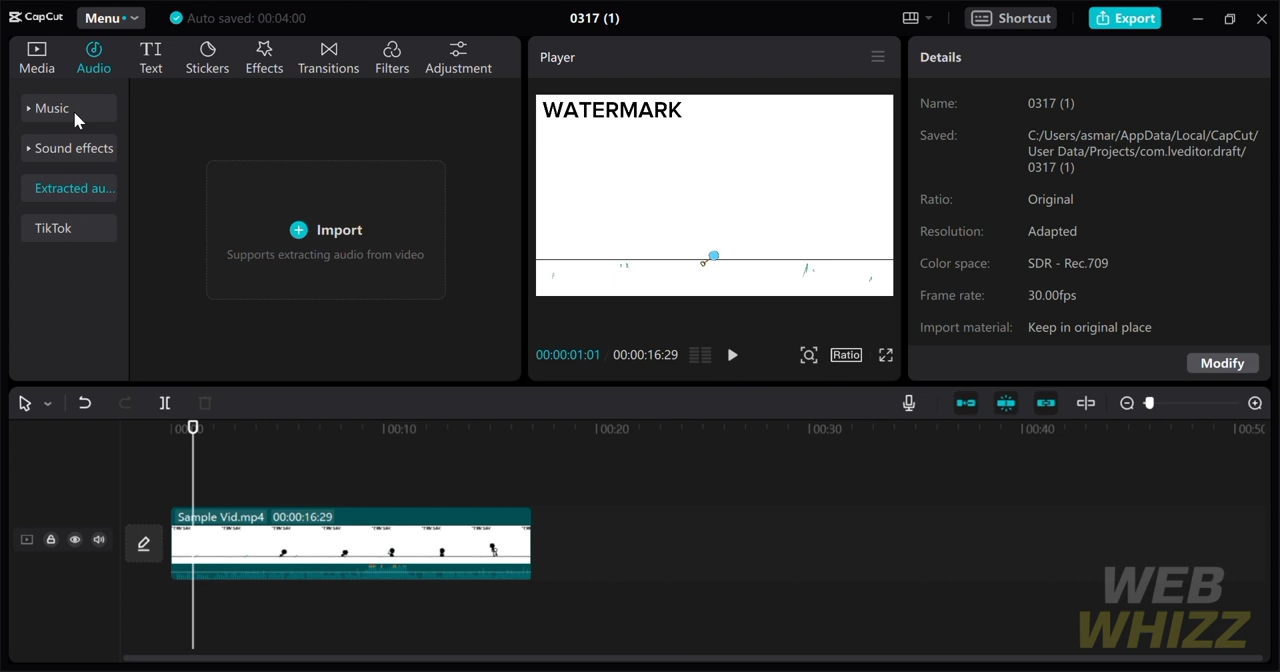 CapCut
Menu
Auto saved: 00:04:00
0317 (1)
Shortcut
Export
Media
Audio
Text
Stickers
Effects
Transitions
Filters
Adjustment
Music
Sound effects
Extracted au...
TikTok
Import
Supports extracting audio from video
Player
WATERMARK
00:00:01:01
00:00:16:29
Ratio
Details
Name:
0317 (1)
Saved:
C:/Users/asmar/AppData/Local/CapCut/
User Data/Projects/com.lveditor.draft/
0317 (1)
Ratio:
Original
Resolution:
Adapted
Color space:
SDR - Rec.709
Frame rate:
30.00fps
Import material:
Keep in original place
Modify
00:10
00:20
00:30
00:40
00:50
Sample Vid.mp4 00:00:16:29
WEB
WHIZZ